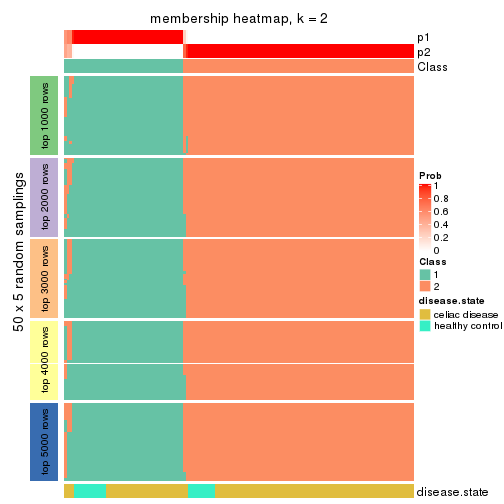 membership heatmap, k = 2
p1
p2
Class
50 x 5 random samplings
top 1000 rows
top 2000 rows
top 3000 rows
top 4000 rows
top 5000 rows
Prob
1
0.8
0.6
0.4
0.2
0
Class
1
2
disease.state
celiac disease
healthy control
disease.state